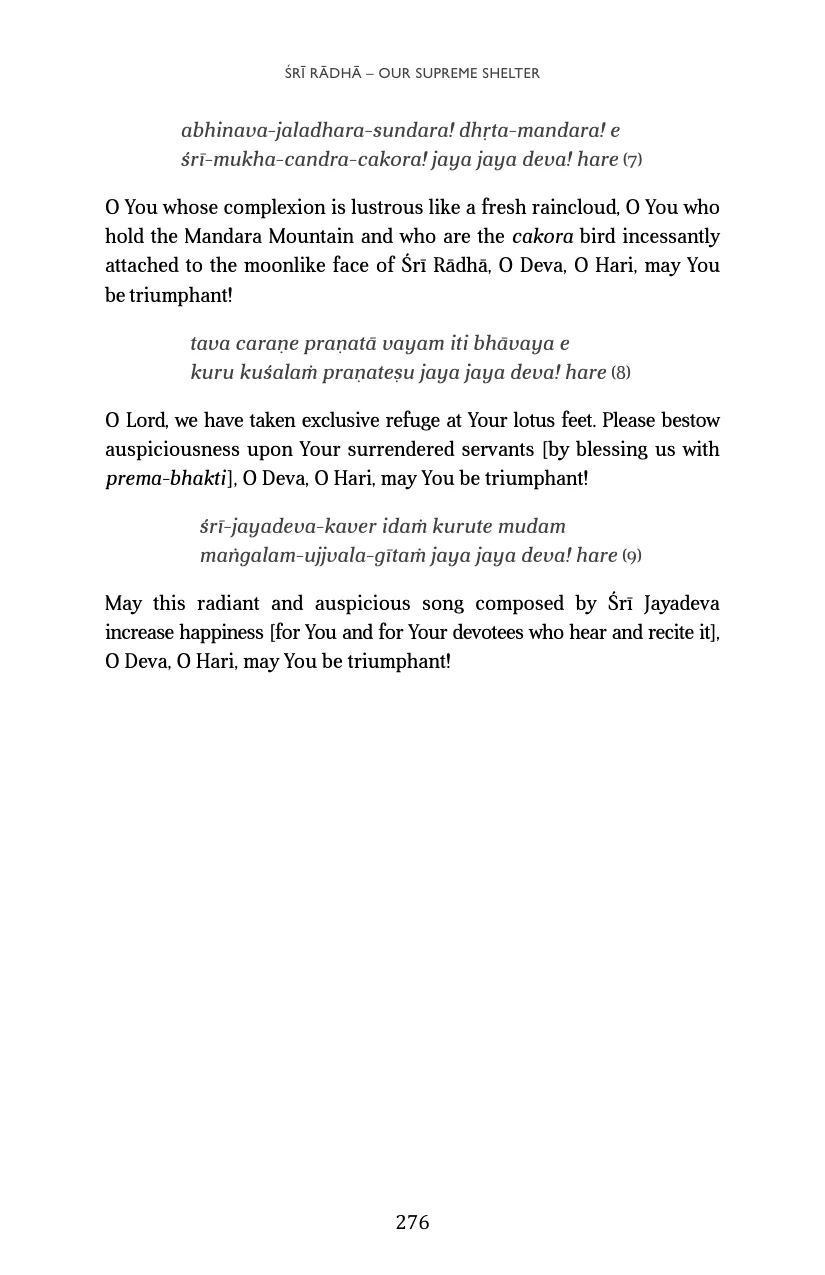 ŚRĪ RĀDHĀ – OUR SUPREME SHELTER
abhinava-jaladhara-sundara! dhṛta-mandara! e
śrī-mukha-candra-cakora! jaya jaya deva! hare (7)
O You whose complexion is lustrous like a fresh raincloud, O You who
hold the Mandara Mountain and who are the cakora bird incessantly
attached to the moonlike face of Śrī Rādhā, O Deva, O Hari, may You
be triumphant!
tava caraṇe praṇatā vayam iti bhāvaya e
kuru kuśalaṁ praṇateṣu jaya jaya deva! hare (8)
O Lord, we have taken exclusive refuge at Your lotus feet. Please bestow
auspiciousness upon Your surrendered servants [by blessing us with
prema-bhakti], O Deva, O Hari, may You be triumphant!
śrī-jayadeva-kaver idaṁ kurute mudam
maṅgalam-ujjvala-gītaṁ jaya jaya deva! hare (9)
May this radiant and auspicious song composed by Śrī Jayadeva
increase happiness [for You and for Your devotees who hear and recite it],
O Deva, O Hari, may You be triumphant!
276